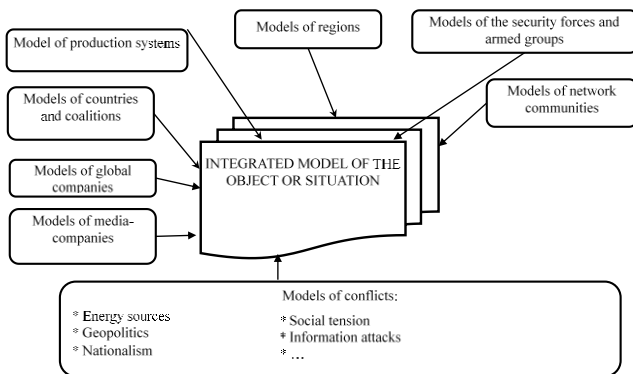 Models of regions
Models of the security forces and
armed groups
Model of production systems
Models of countries
and coalitions
Models of network
communities
INTEGRATED MODEL OF THE
OBJECT OR SITUATION
Models of global
companies
Models of media-
companies
Models of conflicts:
* Energy sources
* Geopolitics
* Nationalism
* Social tension
* Information attacks
* ...